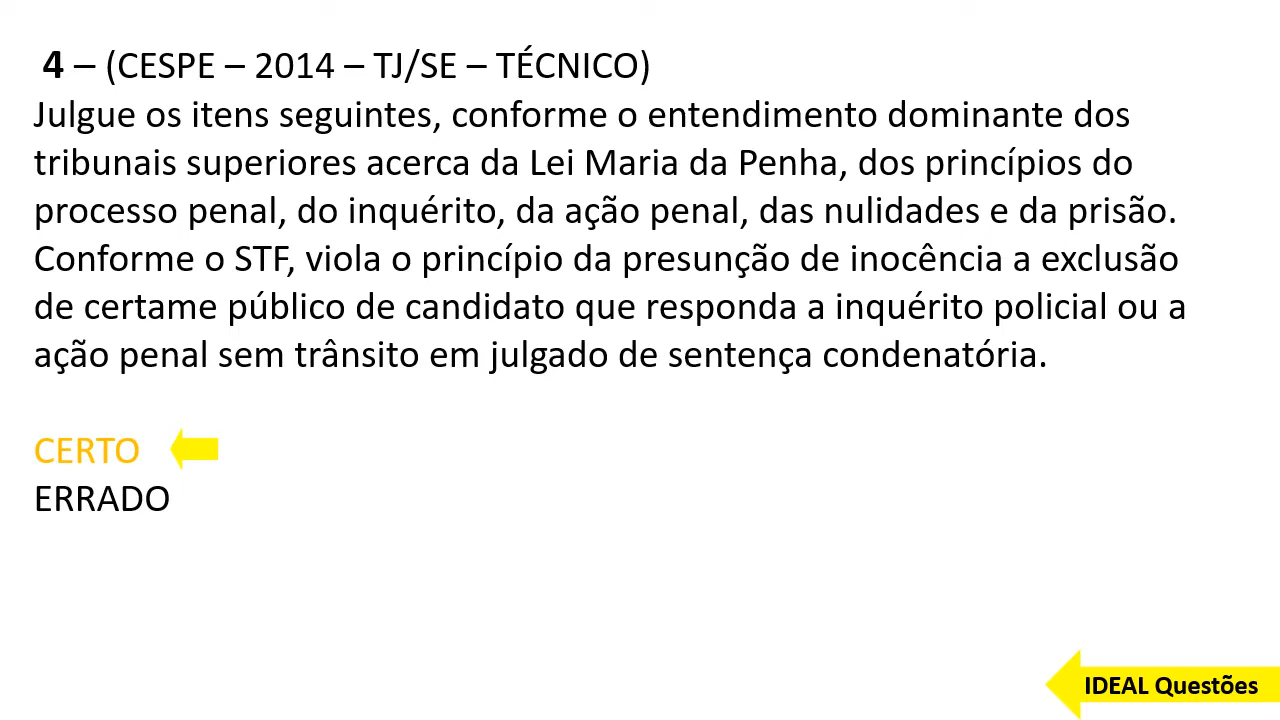 4 – (CESPE – 2014 – TJ/SE – TÉCNICO)
Julgue os itens seguintes, conforme o entendimento dominante dos
tribunais superiores acerca da Lei Maria da Penha, dos princípios do
processo penal, do inquérito, da ação penal, das nulidades e da prisão.
Conforme o STF, viola o princípio da presunção de inocência a exclusão
de certame público de candidato que responda a inquérito policial ou a
ação penal sem trânsito em julgado de sentença condenatória.
CERTO
ERRADO
IDEAL Questões